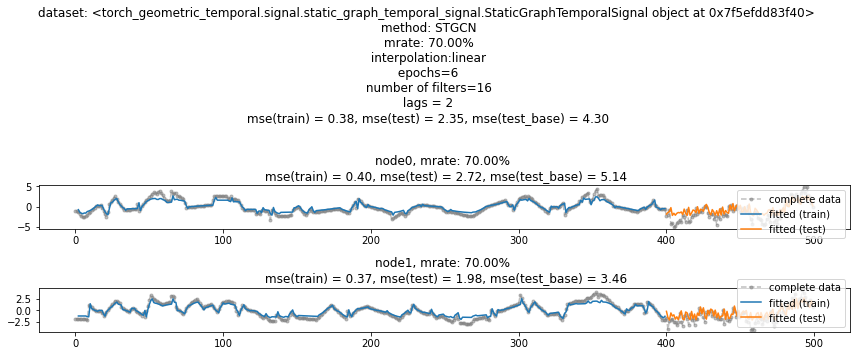 dataset: <torch_geometric_temporal.signal.static_graph_temporal_signal.StaticGraphTemporalSignal object at 0x7f5efdd83f40>
method: STGCN
mrate: 70.00%
interpolation:linear
epochs=6
number of filters=16
lags = 2
mse(train) = 0.38, mse(test) = 2.35, mse(test_base) = 4.30
node0, mrate: 70.00%
mse(train) = 0.40, mse(test) = 2.72, mse(test_base) = 5.14
5
0
−5
complete data
fitted (train)
fitted (test)
0 100 200 300 400 500
node1, mrate: 70.00%
mse(train) = 0.37, mse(test) = 1.98, mse(test_base) = 3.46
2.5
0.0
−2.5
complete data
fitted (train)
fitted (test)
0 100 200 300 400 500